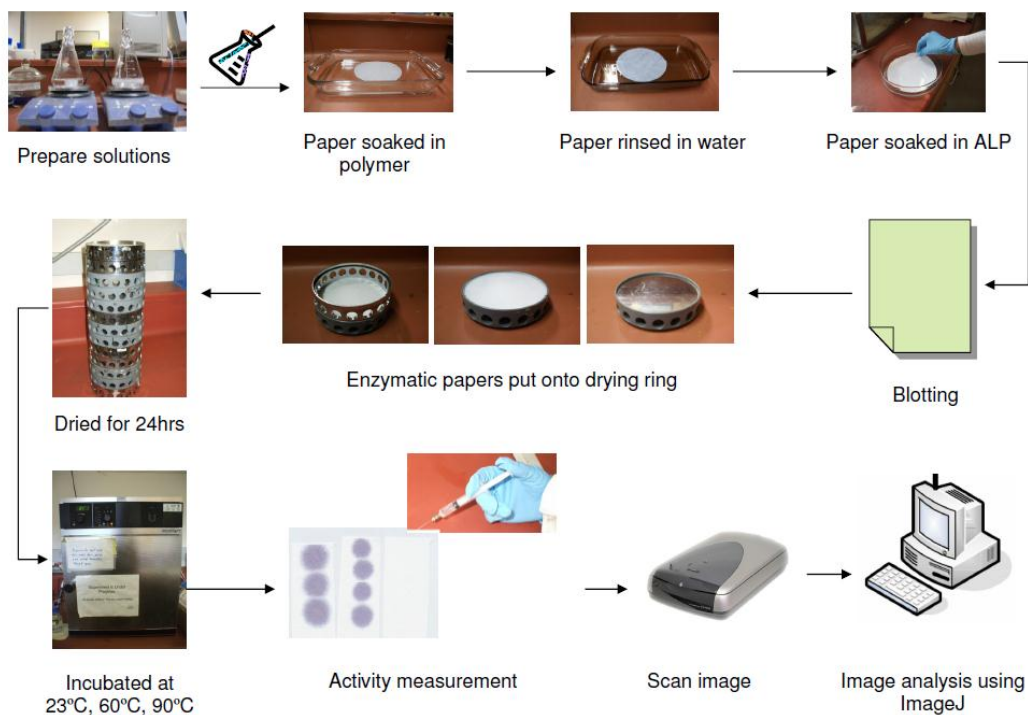 Prepare solutions
Paper soaked in
polymer
Paper rinsed in water
Paper soaked in ALP
Dried for 24hrs
Enzymatic papers put onto drying ring
Blotting
Incubated at
23ºC, 60ºC, 90ºC
Activity measurement
Scan image
Image analysis using
ImageJ